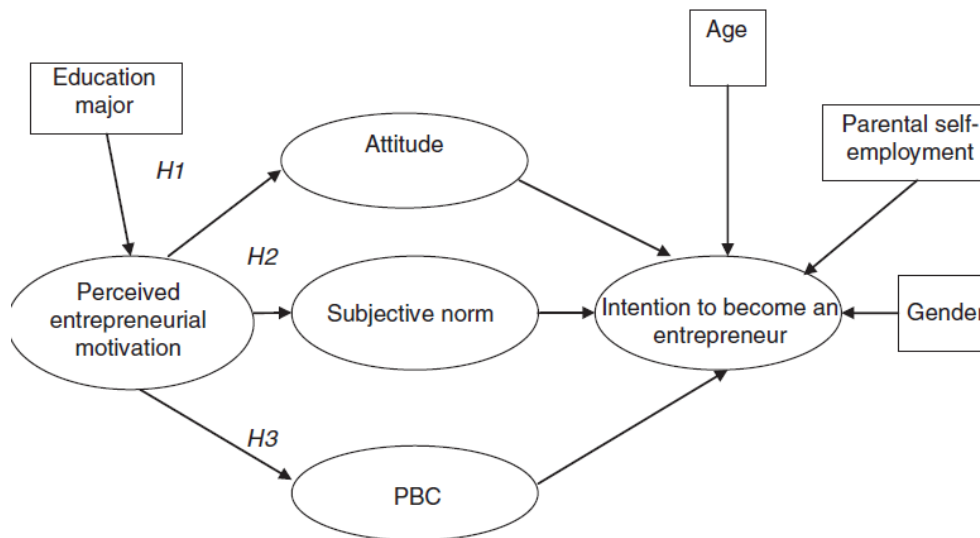 Age
Education
major
Parental self-
employment
Attitude
H1
H2
Perceived
entrepreneurial
motivation
Subjective norm
Intention to become an
entrepreneur
Gender
H3
PBC